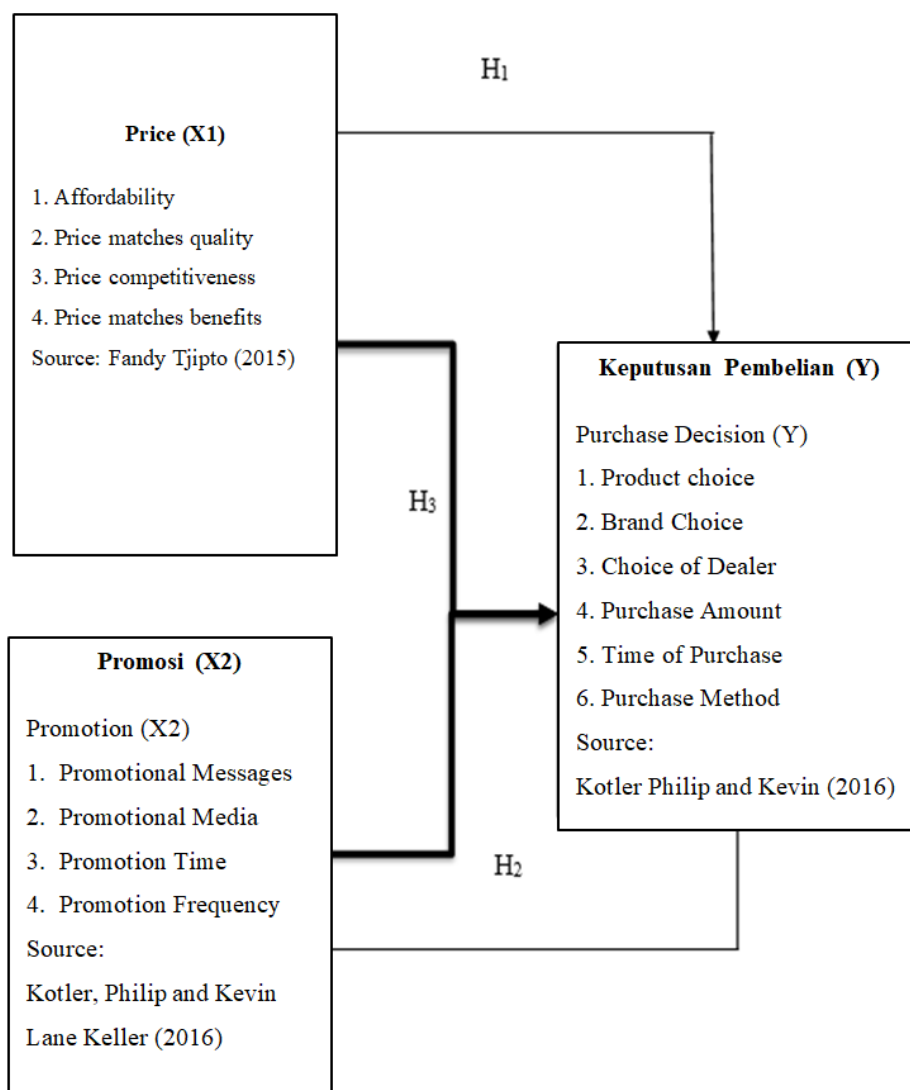 H₁
Price (X1)
1. Affordability
2. Price matches quality
3. Price competitiveness
4. Price matches benefits
Source: Fandy Tjipto (2015)
H₃
Keputusan Pembelian (Y)
Purchase Decision (Y)
1. Product choice
2. Brand Choice
3. Choice of Dealer
4. Purchase Amount
5. Time of Purchase
6. Purchase Method
Source:
Kotler Philip and Kevin (2016)
Promosi (X2)
Promotion (X2)
1. Promotional Messages
2. Promotional Media
3. Promotion Time
4. Promotion Frequency
Source:
Kotler, Philip and Kevin
Lane Keller (2016)
H₂